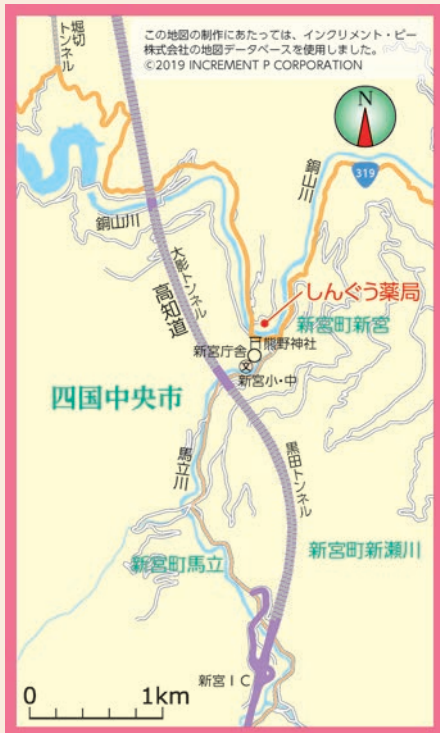 この地図の制作にあたっては、インクリメント・ピー
株式会社の地図データベースを使用しました。
©2019 INCREMENT P CORPORATION
堀切
トンネル
N
銅山川
319
銅山川
大影トンネル
高知道
しんぐう薬局
新宮町新宮
熊野神社
新宮庁舎
文
新宮小・中
四国中央市
馬立川
黒田トンネル
新宮町馬立
新宮町新瀬川
新宮IC
0 1km